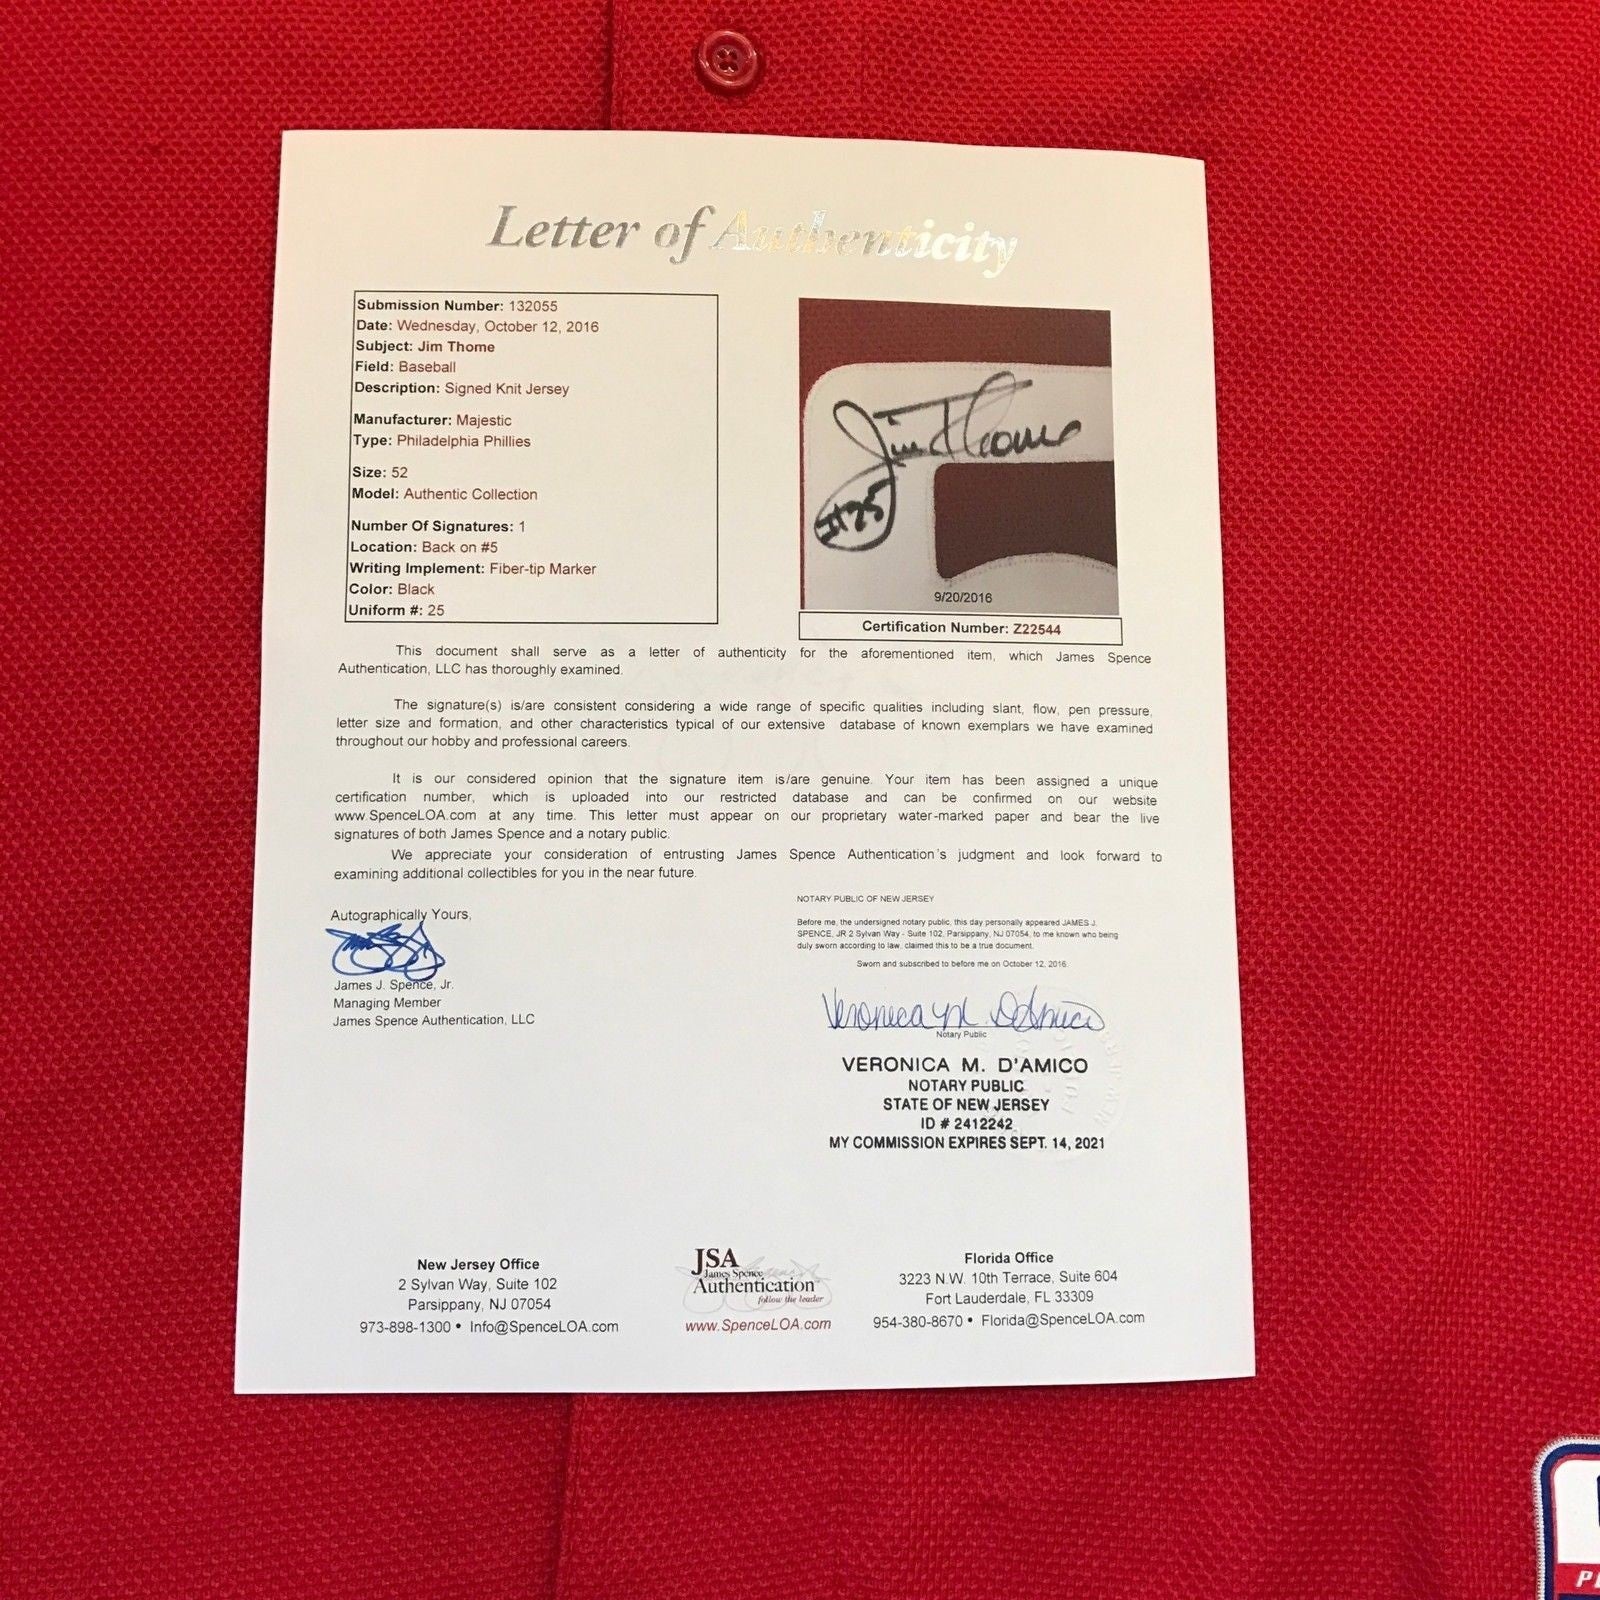 Letter of Authenticity
Submission Number: 132055
Date: Wednesday, October 12, 2016
Subject: Jim Thome
Field: Baseball
Description: Signed Knit Jersey
Manufacturer: Majestic
Type: Philadelphia Phillies
Size: 52
Model: Authentic Collection
Number Of Signatures: 1
Location: Back on #5
Writing Implement: Fiber-tip Marker
Color: Black
Uniform #: 25
Jim Thome
#25
9/20/2016
Certification Number: Z22544
This document shall serve as a letter of authenticity for the aforementioned item, which James Spence
Authentication, LLC has thoroughly examined.
The signature(s) is/are consistent considering a wide range of specific qualities including slant, flow, pen pressure,
letter size and formation, and other characteristics typical of our extensive database of known exemplars we have examined
throughout our hobby and professional careers.
It is our considered opinion that the signature item is/are genuine. Your item has been assigned a unique
certification number, which is uploaded into our restricted database and can be confirmed on our website
www.SpenceLOA.com at any time. This letter must appear on our proprietary water-marked paper and bear the live
signatures of both James Spence and a notary public.
We appreciate your consideration of entrusting James Spence Authentication's judgment and look forward to
examining additional collectibles for you in the near future.
Autographically Yours,
James J. Spence, Jr.
Managing Member
James Spence Authentication, LLC
NOTARY PUBLIC OF NEW JERSEY
Before me, the undersigned notary public, this day personally appeared JAMES J.
SPENCE, JR 2 Sylvan Way - Suite 102, Parsippany, NJ 07054, to me known who being
duly sworn according to law, claimed this to be a true document.
Sworn and subscribed to before me on October 12, 2016.
Veronica M. D'Amico
Notary Public
VERONICA M. D'AMICO
NOTARY PUBLIC
STATE OF NEW JERSEY
ID # 2412242
MY COMMISSION EXPIRES SEPT. 14, 2021
New Jersey Office
2 Sylvan Way, Suite 102
Parsippany, NJ 07054
973-898-1300 • Info@SpenceLOA.com
JSA
James Spence
Authentication
follow the leader
www.SpenceLOA.com
Florida Office
3223 N.W. 10th Terrace, Suite 604
Fort Lauderdale, FL 33309
954-380-8670 • Florida@SpenceLOA.com